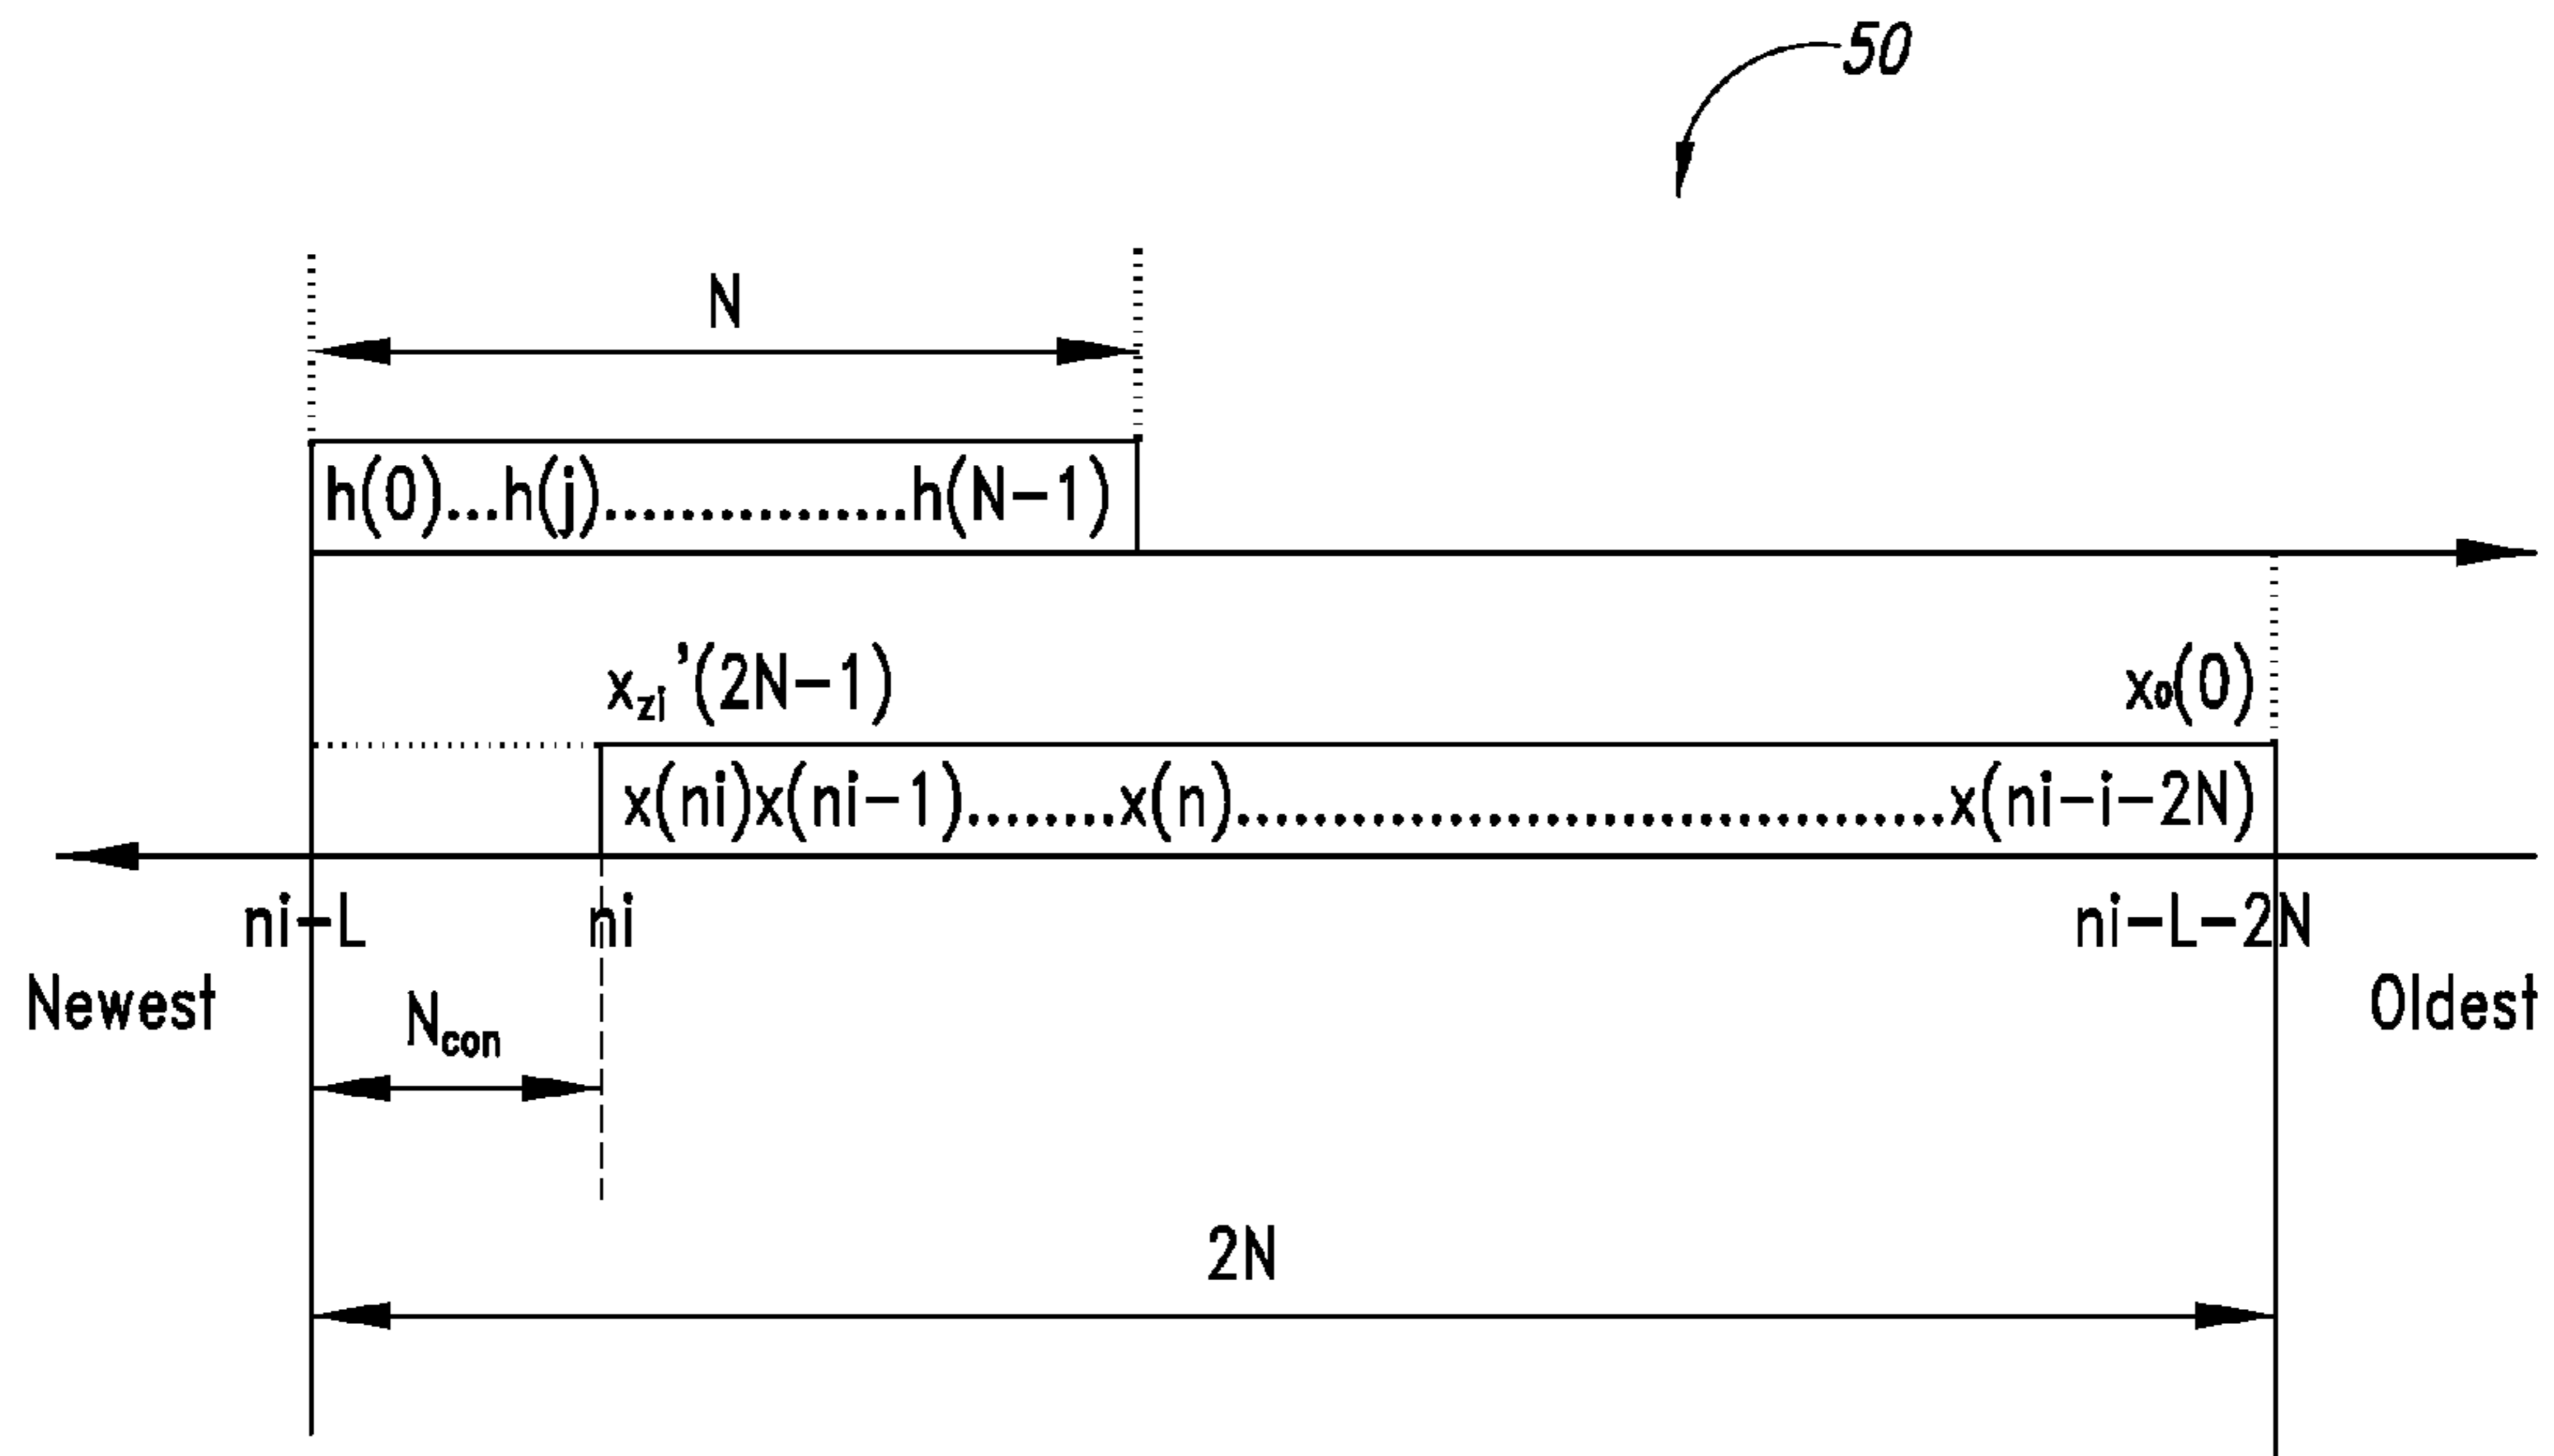 50
N
h(0)...h(j)................h(N-1)
x_zi'(2N-1) x_0(0)
x(ni)x(ni-1)........x(n).....................................x(ni-i-2N)
ni-L ni ni-L-2N
Newest Oldest
N_con
2N